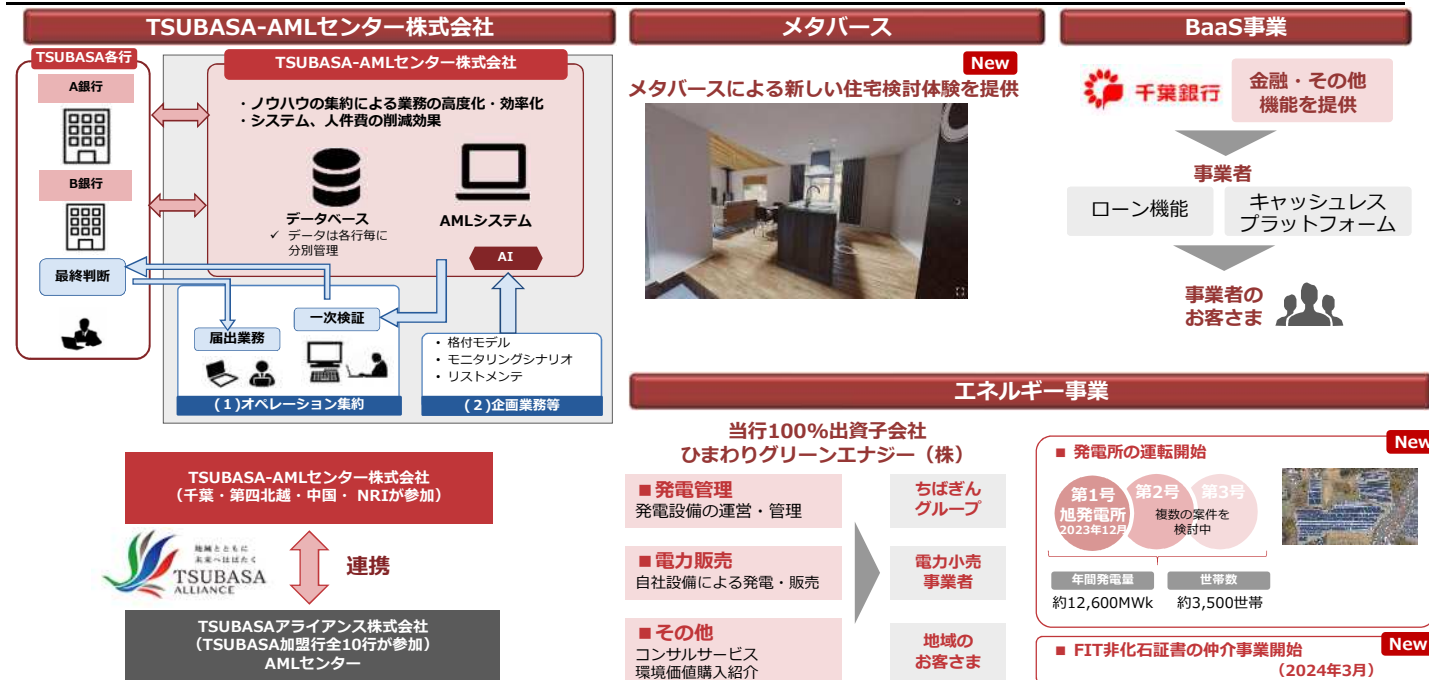 TSUBASA-AMLセンター株式会社
TSUBASA各行
A銀行
B銀行
最終判断
TSUBASA-AMLセンター株式会社
・ノウハウの集約による業務の高度化・効率化
・システム、人件費の削減効果
データベース
✓ データは各行毎に
分別管理
AMLシステム
AI
一次検証
届出業務
(1)オペレーション集約
• 格付モデル
• モニタリングシナリオ
• リストメンテ
(2)企画業務等
TSUBASA-AMLセンター株式会社
(千葉・第四北越・中国・ NRIが参加)
地域とともに
未来へはばたく
TSUBASA
ALLIANCE
連携
TSUBASAアライアンス株式会社
(TSUBASA加盟行全10行が参加)
AMLセンター
メタバース
New
メタバースによる新しい住宅検討体験を提供
BaaS事業
千葉銀行
金融・その他
機能を提供
事業者
ローン機能
キャッシュレス
プラットフォーム
事業者の
お客さま
エネルギー事業
当行100%出資子会社
ひまわりグリーンエナジー(株)
■発電管理
発電設備の運営・管理
■電力販売
自社設備による発電・販売
■その他
コンサルサービス
環境価値購入紹介
ちばぎん
グループ
電力小売
事業者
地域の
お客さま
New
■ 発電所の運転開始
第1号
旭発電所
2023年12月
第2号
第3号
複数の案件を
検討中
年間発電量
約12,600MWk
世帯数
約3,500世帯
New
■ FIT非化石証書の仲介事業開始
(2024年3月)